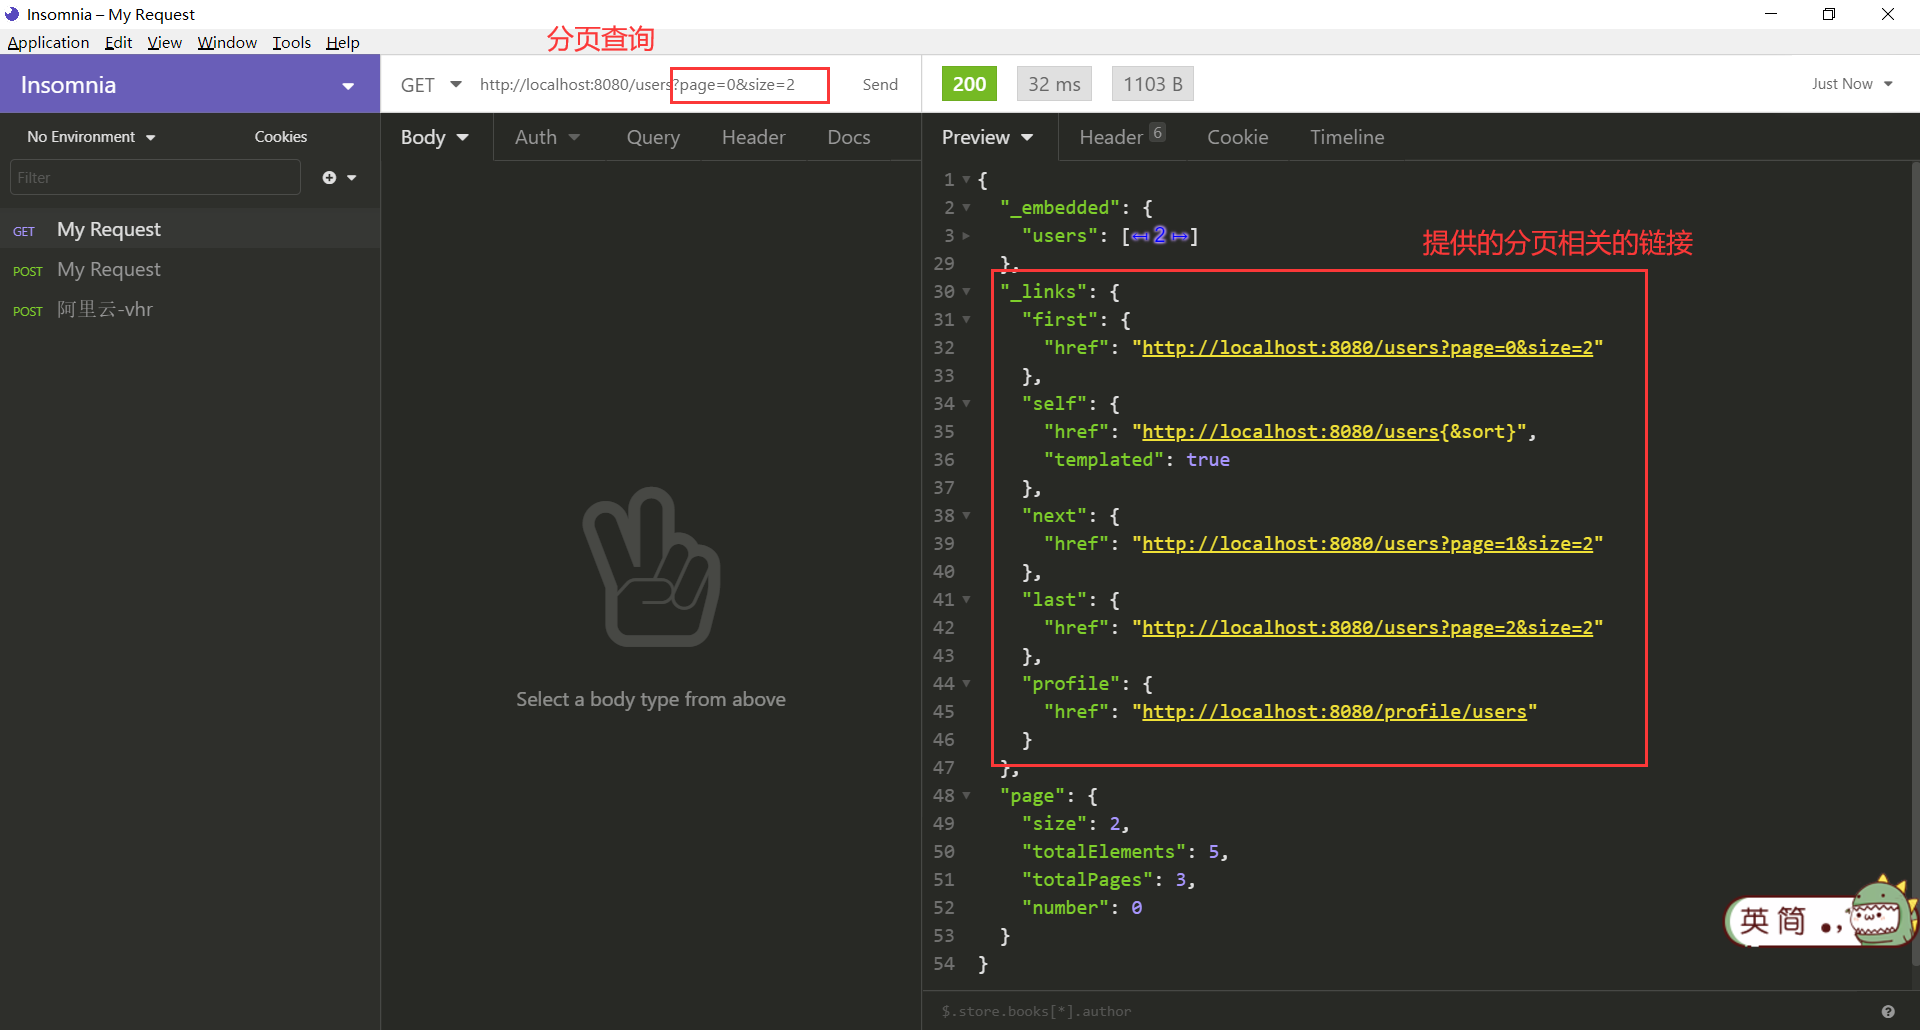 Insomnia – My Request
Application Edit View Window Tools Help
分页查询
Insomnia
GET http://localhost:8080/users?page=0&size=2 Send
200 32 ms 1103 B Just Now
No Environment Cookies
Body Auth Query Header Docs
Preview Header 6 Cookie Timeline
Filter
GET My Request
POST My Request
POST 阿里云-vhr
Select a body type from above
提供的分页相关的链接
1 {
2 "_embedded": {
3 "users": [↤2↦]
29 },
30 "_links": {
31 "first": {
32 "href": "http://localhost:8080/users?page=0&size=2"
33 },
34 "self": {
35 "href": "http://localhost:8080/users{&sort}",
36 "templated": true
37 },
38 "next": {
39 "href": "http://localhost:8080/users?page=1&size=2"
40 },
41 "last": {
42 "href": "http://localhost:8080/users?page=2&size=2"
43 },
44 "profile": {
45 "href": "http://localhost:8080/profile/users"
46 }
47 },
48 "page": {
49 "size": 2,
50 "totalElements": 5,
51 "totalPages": 3,
52 "number": 0
53 }
54 }
英 简 .,
$.store.books[*].author